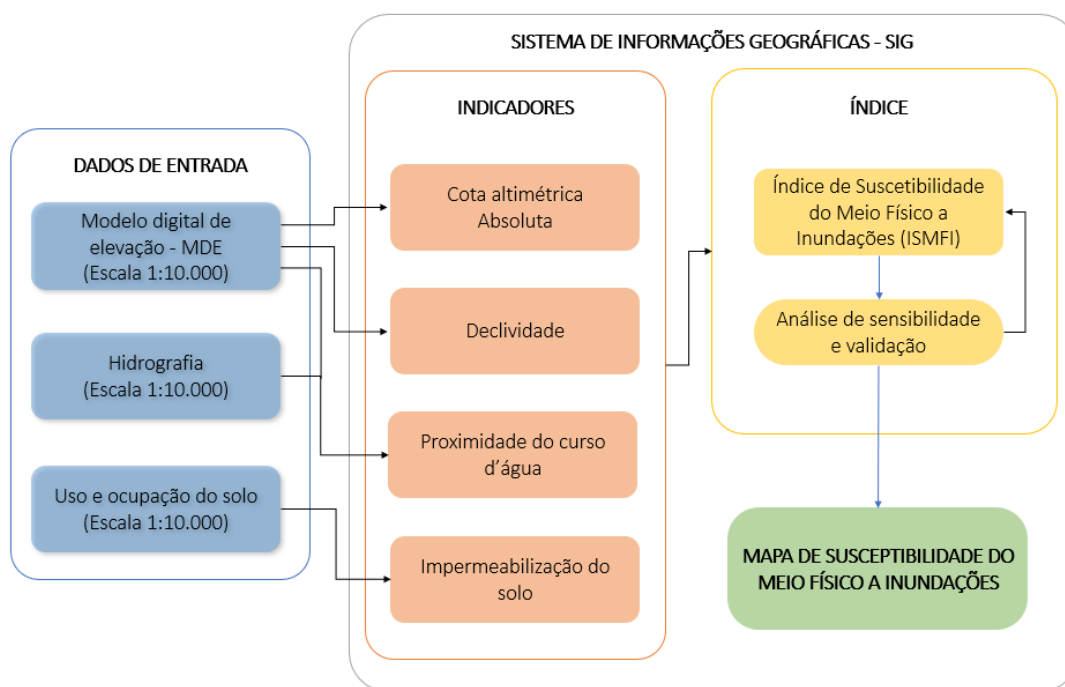 SISTEMA DE INFORMAÇÕES GEOGRÁFICAS - SIG
DADOS DE ENTRADA
Modelo digital de
elevação - MDE
(Escala 1:10.000)
Hidrografia
(Escala 1:10.000)
Uso e ocupação do solo
(Escala 1:10.000)
INDICADORES
Cota altimétrica
Absoluta
Declividade
Proximidade do curso
d’água
Impermeabilização do
solo
ÍNDICE
Índice de Suscetibilidade
do Meio Físico a
Inundações (ISMFI)
Análise de sensibilidade
e validação
MAPA DE SUSCEPTIBILIDADE DO
MEIO FÍSICO A INUNDAÇÕES